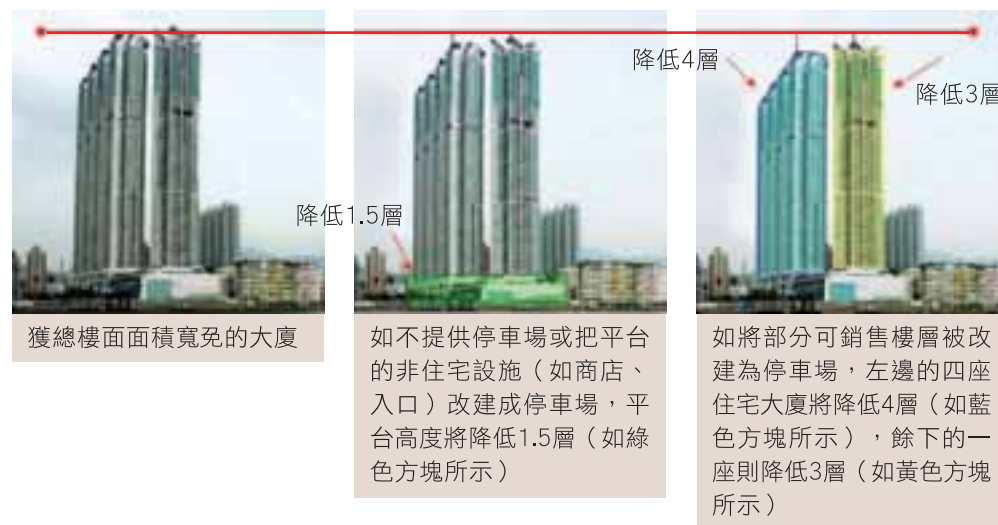 降低4層
降低3層
降低1.5層
獲總樓面面積寬免的大廈
如不提供停車場或把平台
的非住宅設施（如商店、
入口）改建成停車場，平
台高度將降低1.5層（如綠
色方塊所示）
如將部分可銷售樓層被改
建為停車場，左邊的四座
住宅大廈將降低4層（如藍
色方塊所示），餘下的一
座則降低3層（如黃色方塊
所示）